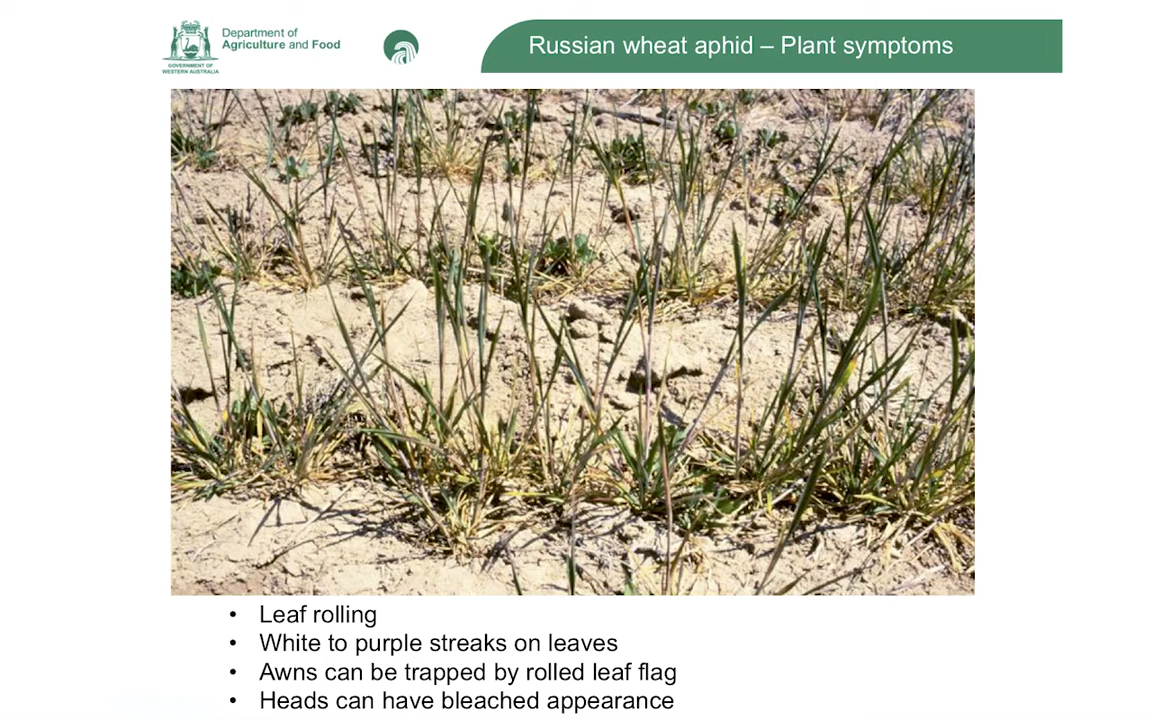 Department of
Agriculture and Food
GOVERNMENT OF
WESTERN AUSTRALIA
Russian wheat aphid – Plant symptoms
• Leaf rolling
• White to purple streaks on leaves
• Awns can be trapped by rolled leaf flag
• Heads can have bleached appearance